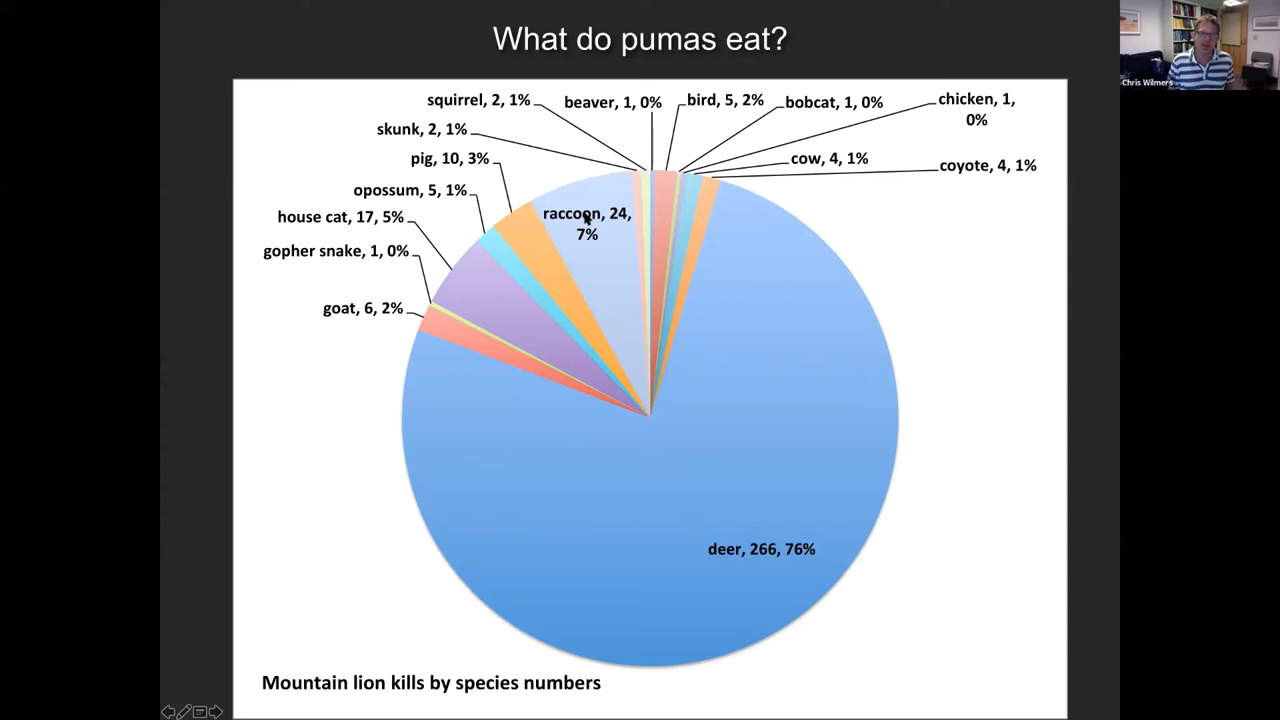 What do pumas eat?
Chris Wilmers
squirrel, 2, 1%
beaver, 1, 0%
bird, 5, 2%
bobcat, 1, 0%
chicken, 1,
0%
skunk, 2, 1%
pig, 10, 3%
cow, 4, 1%
coyote, 4, 1%
opossum, 5, 1%
house cat, 17, 5%
raccoon, 24,
7%
gopher snake, 1, 0%
goat, 6, 2%
deer, 266, 76%
Mountain lion kills by species numbers